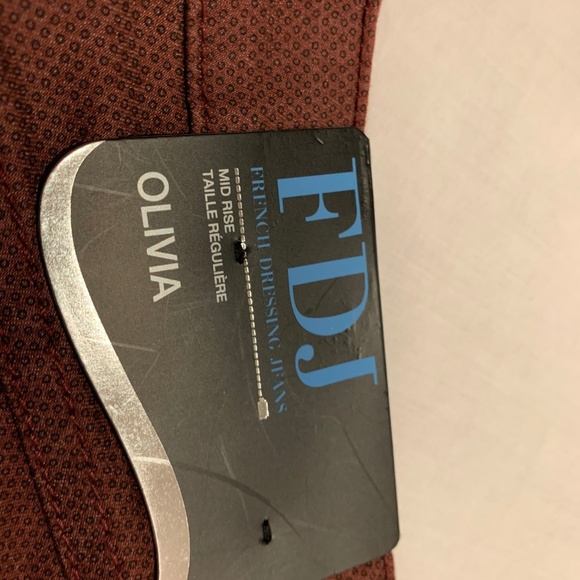 FDJ
FRENCH DRESSING JEANS
MID RISE
TAILLE RÉGULIÈRE
OLIVIA